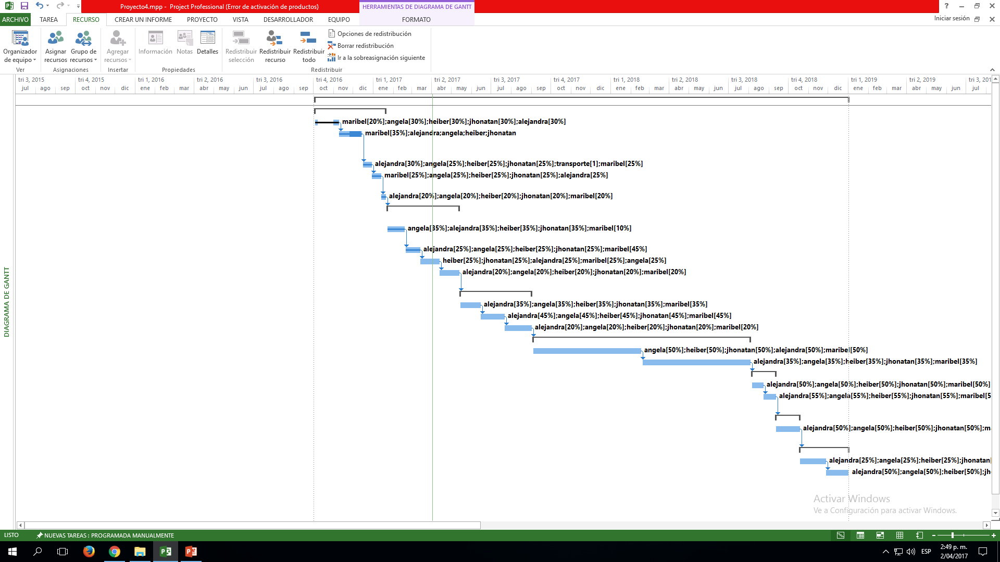 Proyecto4.mpp - Project Professional (Error de activación de productos)
HERRAMIENTAS DE DIAGRAMA DE GANTT
ARCHIVO TAREA RECURSO CREAR UN INFORME PROYECTO VISTA DESARROLLADOR EQUIPO FORMATO Iniciar sesión
Organizador de equipo
Asignar recursos
Grupo de recursos
Agregar recursos
Información
Notas
Detalles
Redistribuir selección
Redistribuir recurso
Redistribuir todo
Opciones de redistribución
Borrar redistribución
Ir a la sobreasignación siguiente
Ver Asignaciones Insertar Propiedades Redistribuir
tri 3, 2015 tri 4, 2015 tri 1, 2016 tri 2, 2016 tri 3, 2016 tri 4, 2016 tri 1, 2017 tri 2, 2017 tri 3, 2017 tri 4, 2017 tri 1, 2018 tri 2, 2018 tri 3, 2018 tri 4, 2018 tri 1, 2019 tri 2, 2019 tri 3, 201
jul ago sep oct nov dic ene feb mar abr may jun jul ago sep oct nov dic ene feb mar abr may jun jul ago sep oct nov dic ene feb mar abr may jun jul ago sep oct nov dic ene feb mar abr may jun jul
maribel[20%];angela[30%];heiber[30%];jhonatan[30%];alejandra[30%]
maribel[35%];alejandra;angela;heiber;jhonatan
alejandra[30%];angela[25%];heiber[25%];jhonatan[25%];transporte[1];maribel[25%]
maribel[25%];angela[25%];heiber[25%];jhonatan[25%];alejandra[25%]
alejandra[20%];angela[20%];heiber[20%];jhonatan[20%];maribel[20%]
angela[35%];alejandra[35%];heiber[35%];jhonatan[35%];maribel[10%]
alejandra[25%];angela[25%];heiber[25%];jhonatan[25%];maribel[45%]
heiber[25%];jhonatan[25%];alejandra[25%];maribel[25%];angela[25%]
alejandra[20%];angela[20%];heiber[20%];jhonatan[20%];maribel[20%]
alejandra[35%];angela[35%];heiber[35%];jhonatan[35%];maribel[35%]
alejandra[45%];angela[45%];heiber[45%];jhonatan[45%];maribel[45%]
alejandra[20%];angela[20%];heiber[20%];jhonatan[20%];maribel[20%]
angela[50%];heiber[50%];jhonatan[50%];alejandra[50%];maribel[50%]
alejandra[35%];angela[35%];heiber[35%];jhonatan[35%];maribel[35%]
alejandra[50%];angela[50%];heiber[50%];jhonatan[50%];maribel[50%]
alejandra[55%];angela[55%];heiber[55%];jhonatan[55%];maribel[5
alejandra[50%];angela[50%];heiber[50%];jhonatan[50%];m
alejandra[25%];angela[25%];heiber[25%];jhonatan
alejandra[50%];angela[50%];heiber[50%];jh
DIAGRAMA DE GANTT
Activar Windows
Ve a Configuración para activar Windows.
LISTO NUEVAS TAREAS : PROGRAMADA MANUALMENTE
ESP
2:49 p. m.
2/04/2017